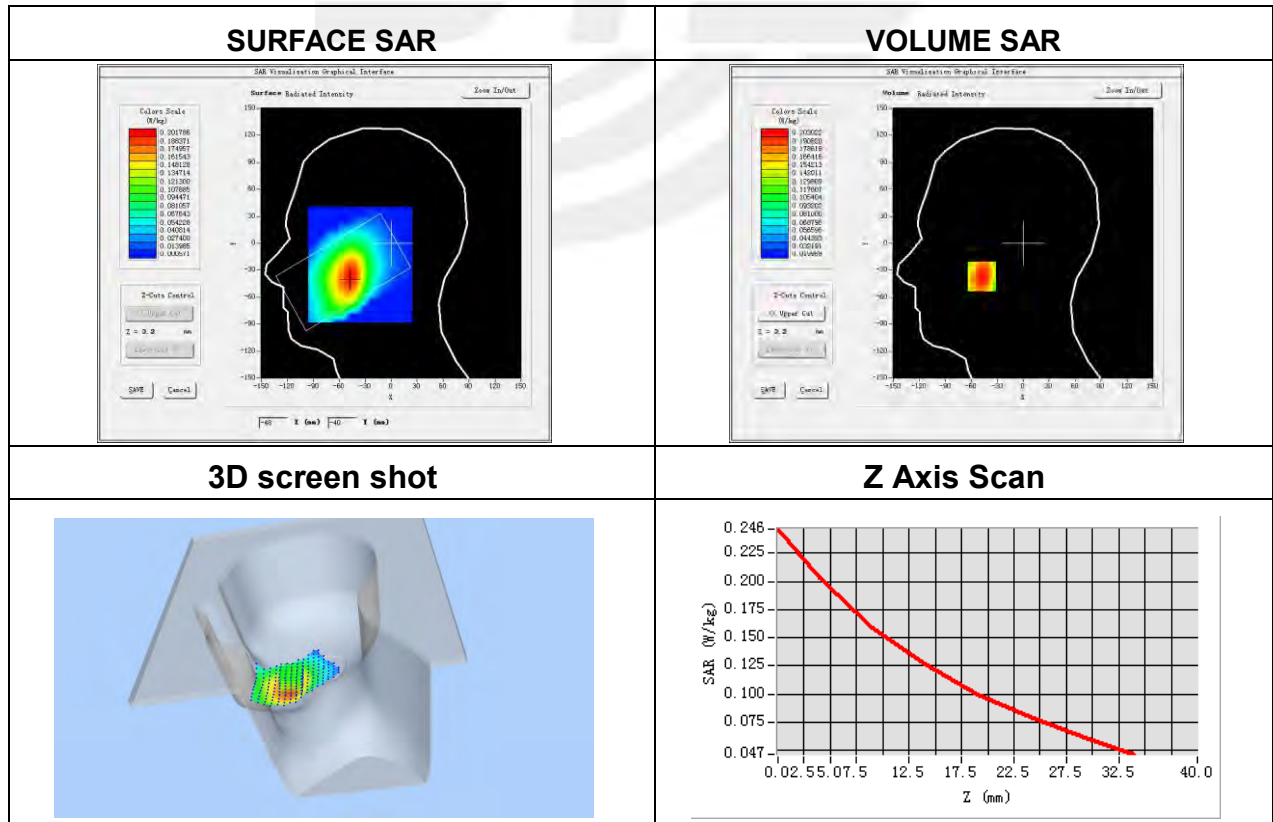 SURFACE SAR
VOLUME SAR
SAR Visualisation Graphical Interface
Surface Radiated Intensity
Zoom In/Out
Colors Scale
(W/kg)
0.201786
0.188371
0.174957
0.161543
0.148128
0.134714
0.121300
0.107885
0.094471
0.081057
0.067643
0.054228
0.040814
0.027400
0.013985
0.000571
150
120
90
60
30
0
-30
-60
-90
-120
-150
-150 -120 -90 -60 -30 0 30 60 90 120 150
X
Y
Z-Cuts Control
Upper Cut
Z = 3.2 mm
SAVE Cancel
-48 X (mm) -40 Y (mm)
SAR Visualisation Graphical Interface
Volume Radiated Intensity
Zoom In/Out
Colors Scale
(W/kg)
150
120
90
60
30
0
-30
-60
-90
-120
-150
-150 -120 -90 -60 -30 0 30 60 90 120 150
X
Y
Z-Cuts Control
Upper Cut
Z = 3.2 mm
SAVE Cancel
3D screen shot
Z Axis Scan
0.246
0.225
0.200
0.175
0.150
0.125
0.100
0.075
0.047
SAR (W/kg)
0.0 2.5 5.0 7.5 12.5 17.5 22.5 27.5 32.5 40.0
Z (mm)